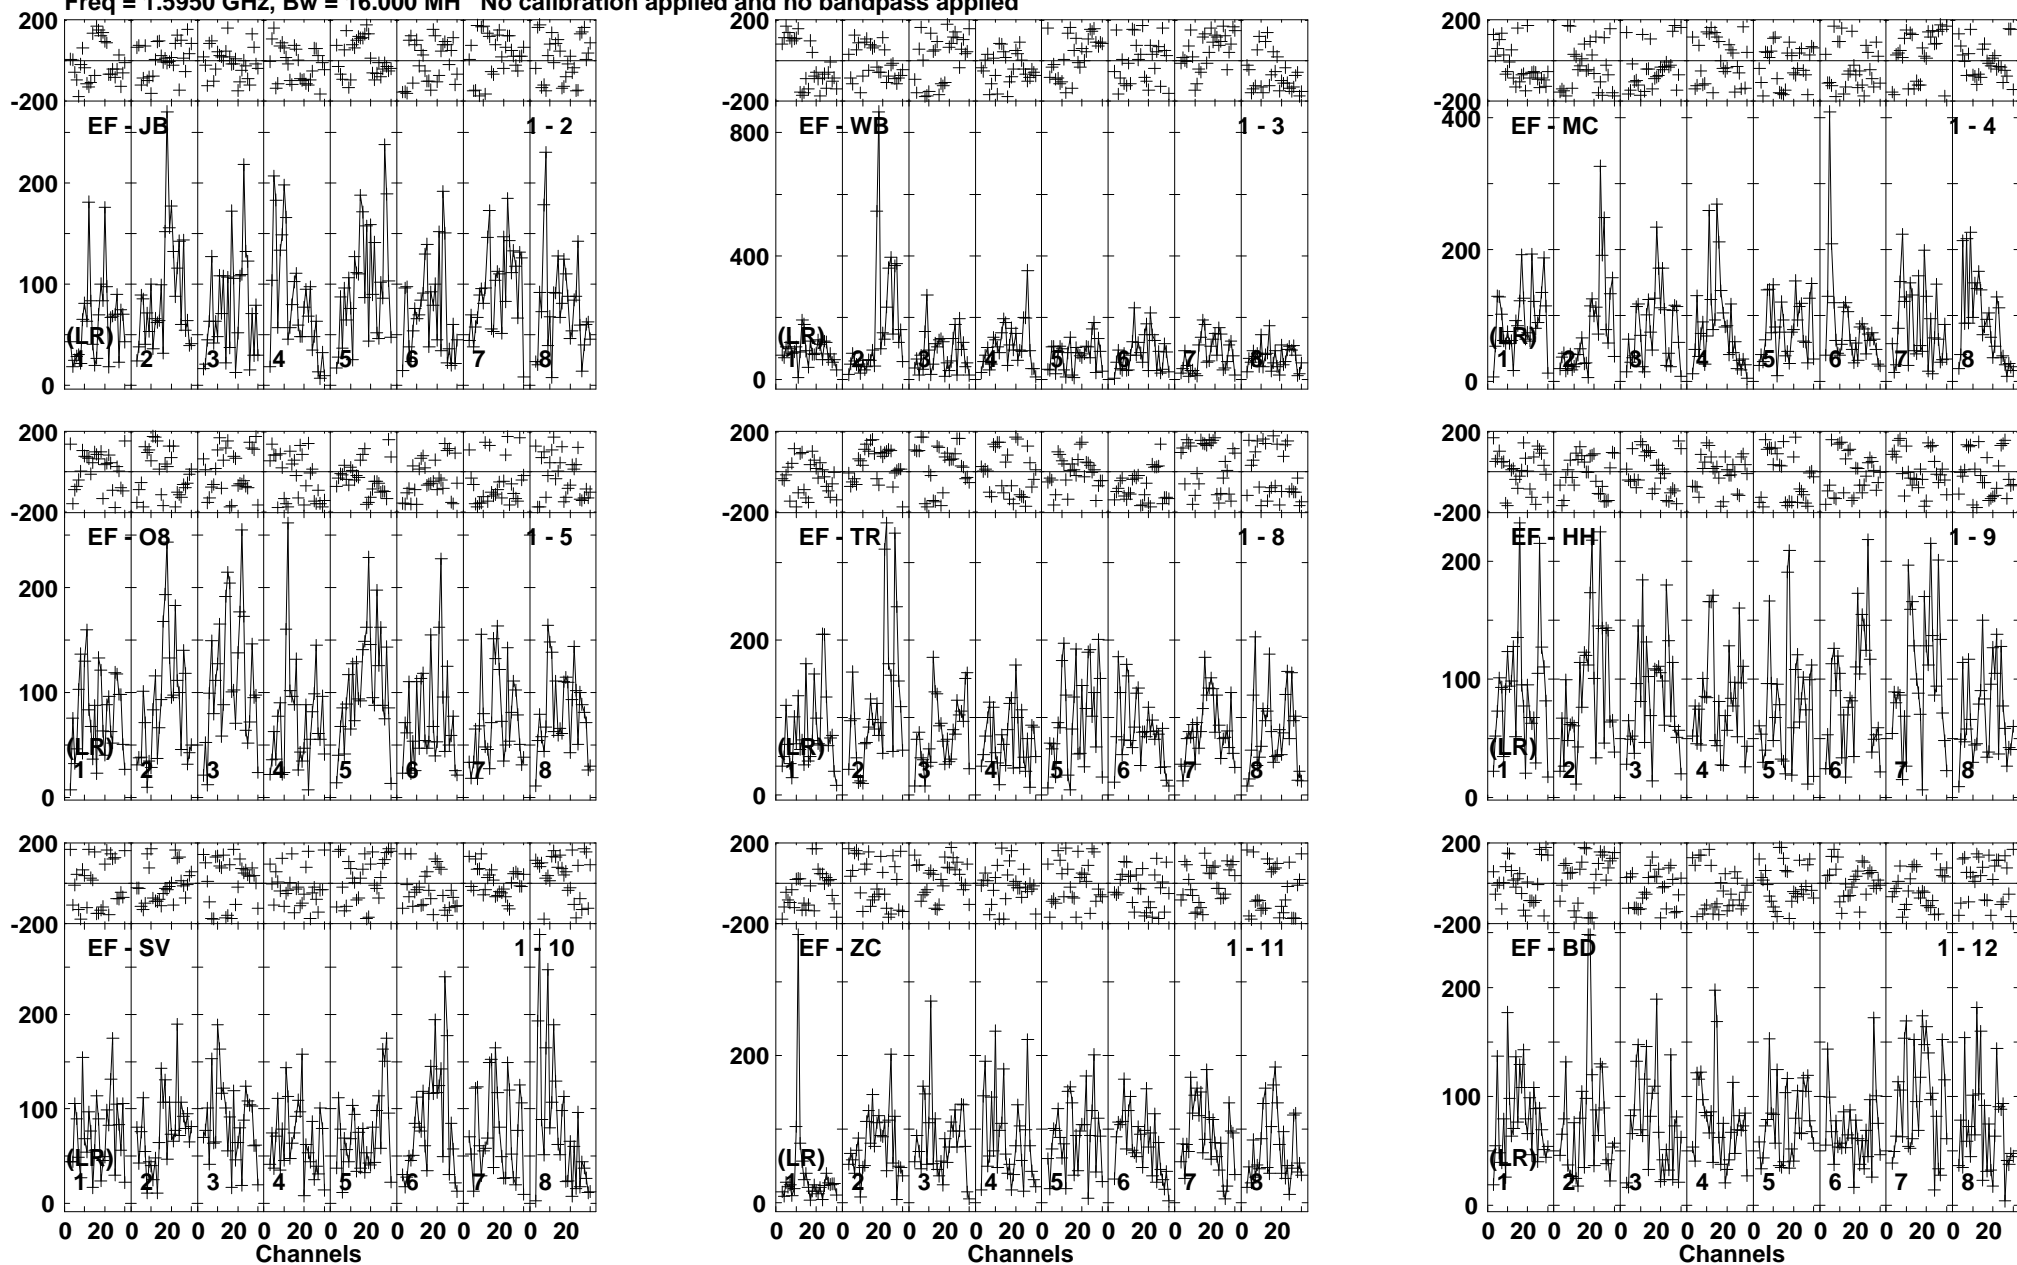 Freq = 1.5950 GHz, Bw = 16.000 MH No calibration applied and no bandpass applied
200 200 200
-200 -200 -200
EF - JB 1 - 2 EF - WB 1 - 3 EF - MC 1 - 4
200 100 0 800 400 0 400 200 0
(LR) (LR) (LR)
1 2 3 4 5 6 7 8 1 2 3 4 5 6 7 8 1 2 3 4 5 6 7 8
200 200 200
-200 -200 -200
EF - O8 1 - 5 EF - TR 1 - 8 EF - HH 1 - 9
200 100 0 200 0 200 100 0
(LR) (LR) (LR)
1 2 3 4 5 6 7 8 1 2 3 4 5 6 7 8 1 2 3 4 5 6 7 8
200 200 200
-200 -200 -200
EF - SV 1 - 10 EF - ZC 1 - 11 EF - BD 1 - 12
200 100 0 200 0 200 100 0
(LR) (LR) (LR)
1 2 3 4 5 6 7 8 1 2 3 4 5 6 7 8 1 2 3 4 5 6 7 8
0 20 0 20 0 20 0 20 0 20 0 20 0 20 0 20 0 20 0 20 0 20 0 20 0 20 0 20 0 20 0 20 0 20 0 20 0 20 0 20 0 20 0 20 0 20 0 20
Channels Channels Channels